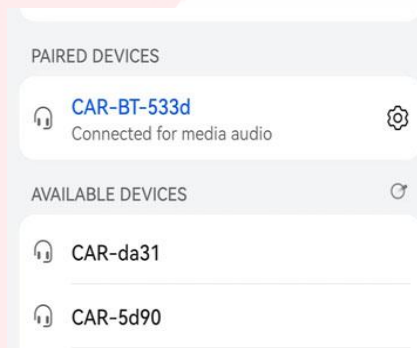 PAIRED DEVICES
CAR-BT-533d
Connected for media audio
AVAILABLE DEVICES
CAR-da31
CAR-5d90